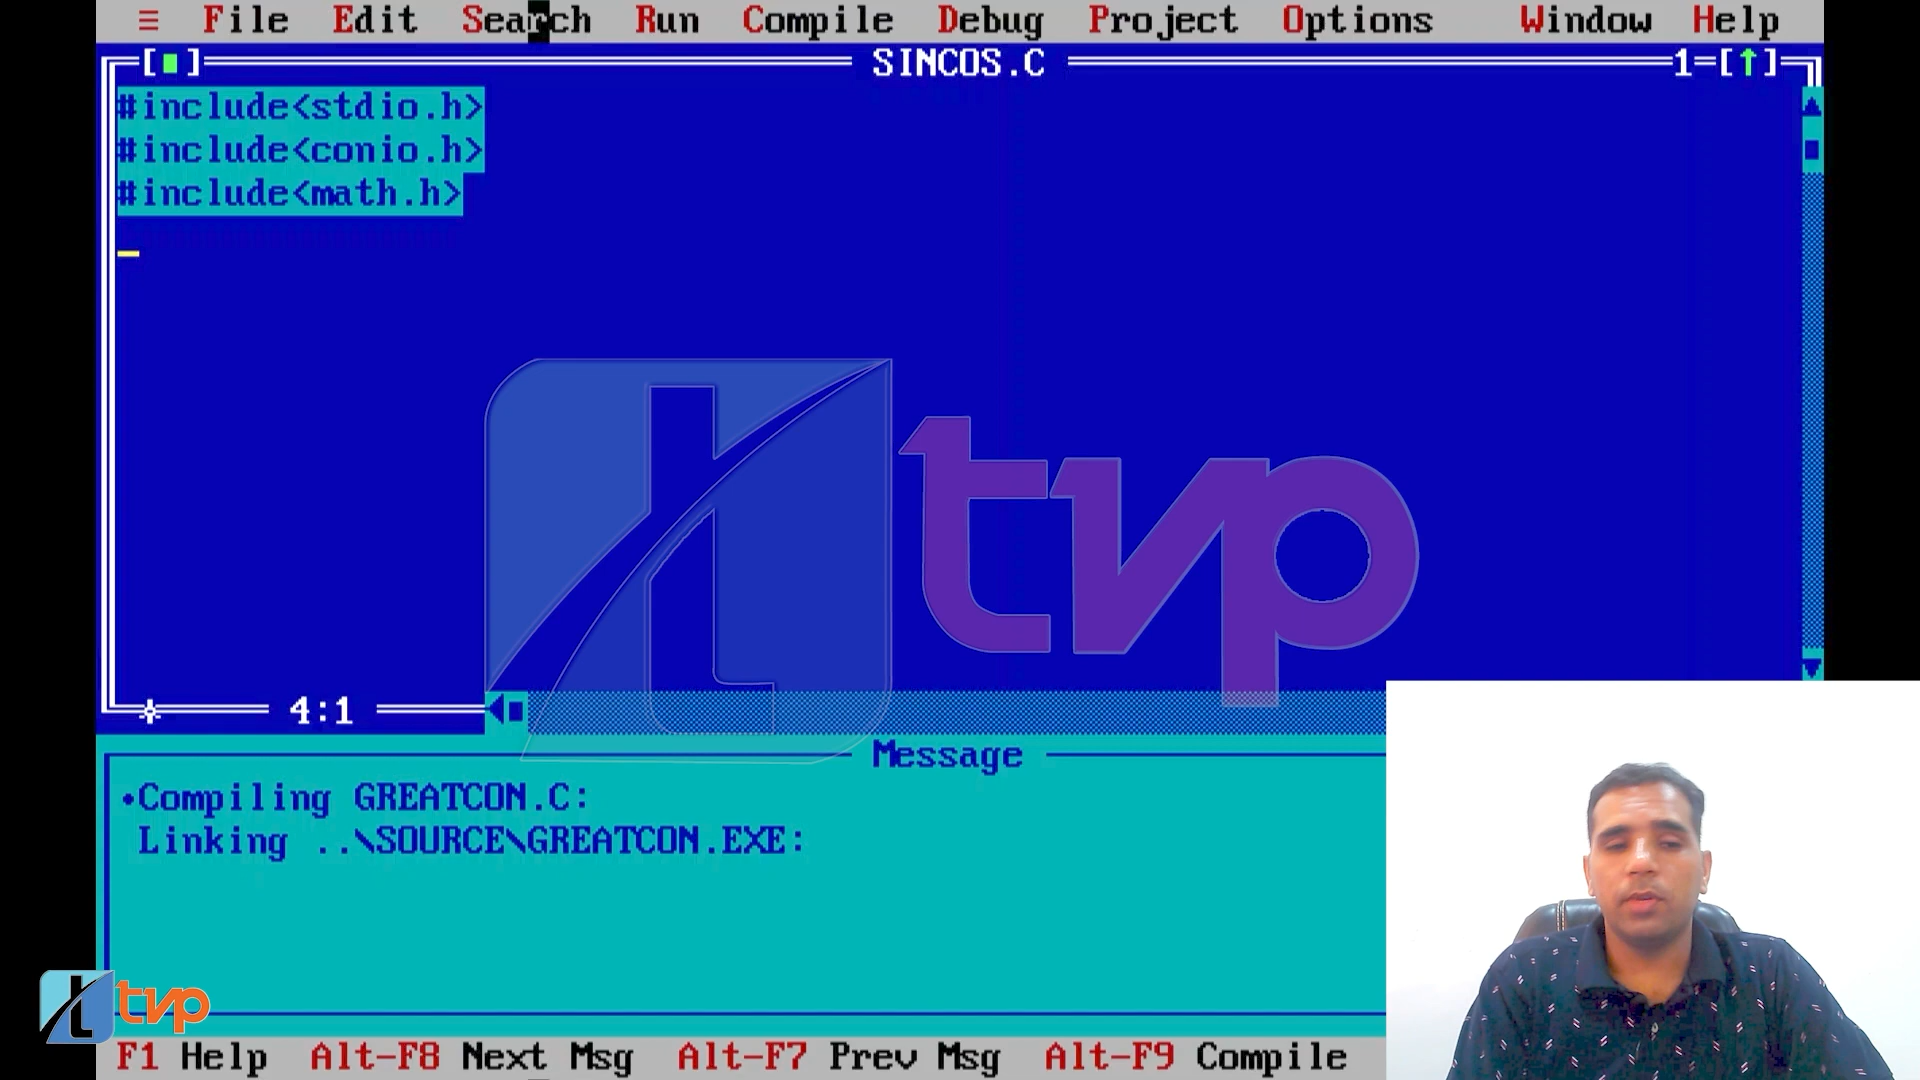 ≡ File Edit Search Run Compile Debug Project Options Window Help
[■] SINCOS.C 1=[↑]
#include<stdio.h>
#include<conio.h>
#include<math.h>
tvp
4:1
Message
•Compiling GREATCON.C:
Linking ..\SOURCE\GREATCON.EXE:
tvp
F1 Help Alt-F8 Next Msg Alt-F7 Prev Msg Alt-F9 Compile